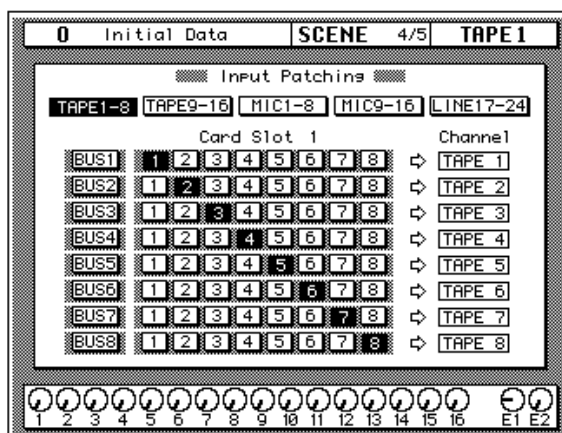 0 Initial Data SCENE 4/5 TAPE1
Input Patching
TAPE1-8 TAPE9-16 MIC1-8 MIC9-16 LINE17-24
Card Slot 1 Channel
BUS1 1 2 3 4 5 6 7 8 ⇨ TAPE 1
BUS2 1 2 3 4 5 6 7 8 ⇨ TAPE 2
BUS3 1 2 3 4 5 6 7 8 ⇨ TAPE 3
BUS4 1 2 3 4 5 6 7 8 ⇨ TAPE 4
BUS5 1 2 3 4 5 6 7 8 ⇨ TAPE 5
BUS6 1 2 3 4 5 6 7 8 ⇨ TAPE 6
BUS7 1 2 3 4 5 6 7 8 ⇨ TAPE 7
BUS8 1 2 3 4 5 6 7 8 ⇨ TAPE 8
1 2 3 4 5 6 7 8 9 10 11 12 13 14 15 16 E1 E2